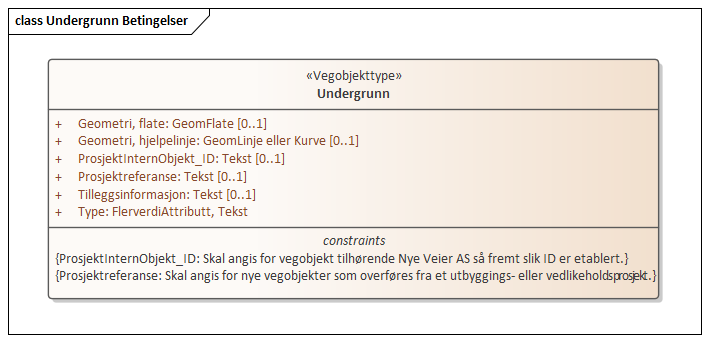 class Undergrunn Betingelser
«Vegobjekttype»
Undergrunn
+ Geometri, flate: GeomFlate [0..1]
+ Geometri, hjelpelinje: GeomLinje eller Kurve [0..1]
+ ProsjektInternObjekt_ID: Tekst [0..1]
+ Prosjektreferanse: Tekst [0..1]
+ Tilleggsinformasjon: Tekst [0..1]
+ Type: FlerverdiAttributt, Tekst
constraints
{ProsjektInternObjekt_ID: Skal angis for vegobjekt tilhørende Nye Veier AS så fremt slik ID er etablert.}
{Prosjektreferanse: Skal angis for nye vegobjekter som overføres fra et utbyggings- eller vedlikeholdsprosjekt.}